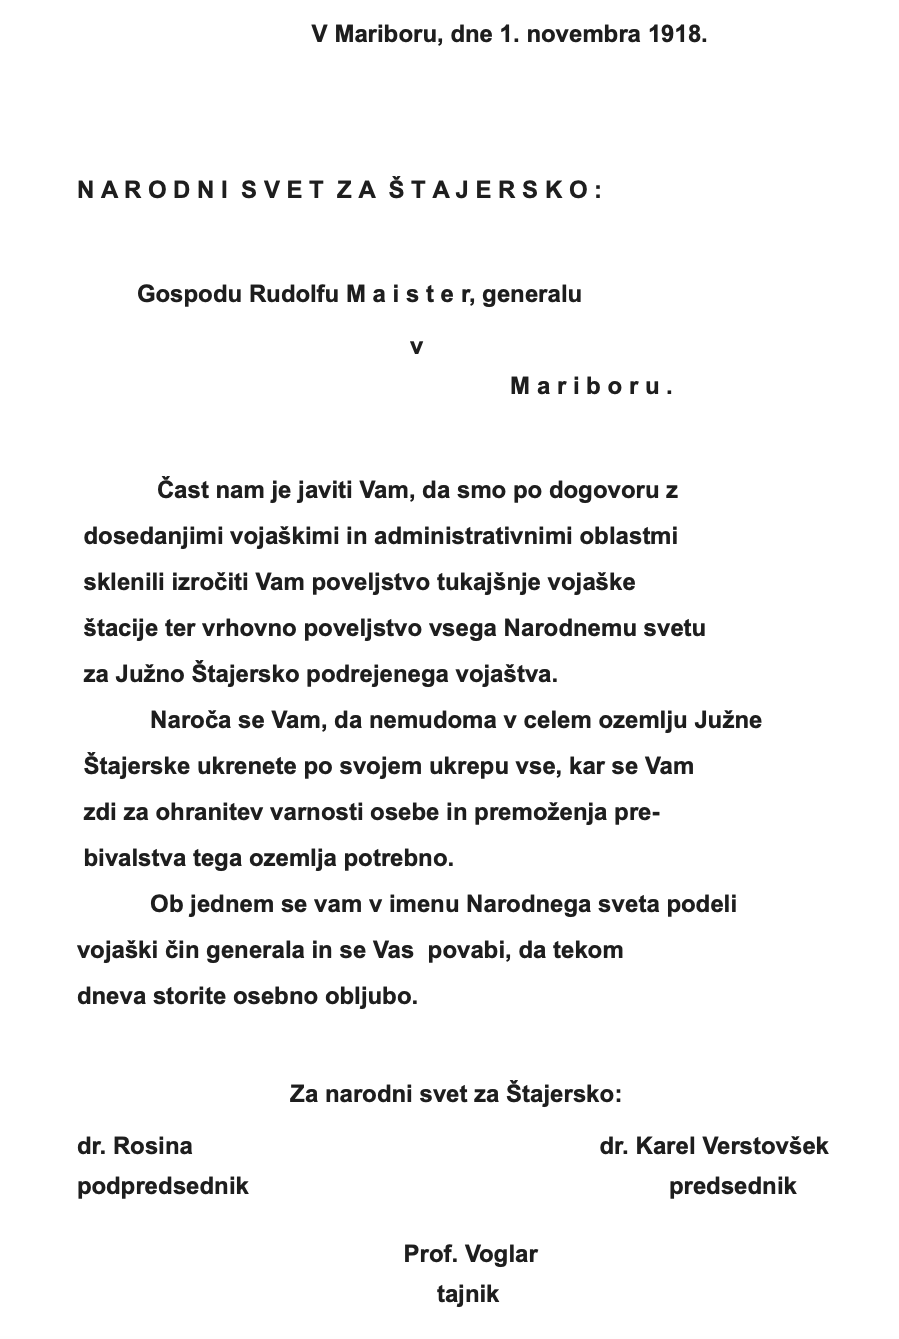 V Mariboru, dne 1. novembra 1918.
N A R O D N I  S V E T  Z A  Š T A J E R S K O :
Gospodu Rudolfu M a i s t e r, generalu
v
M a r i b o r u .
Čast nam je javiti Vam, da smo po dogovoru z
dosedanjimi vojaškimi in administrativnimi oblastmi
sklenili izročiti Vam poveljstvo tukajšnje vojaške
štacije ter vrhovno poveljstvo vsega Narodnemu svetu
za Južno Štajersko podrejenega vojaštva.
Naroča se Vam, da nemudoma v celem ozemlju Južne
Štajerske ukrenete po svojem ukrepu vse, kar se Vam
zdi za ohranitev varnosti osebe in premoženja pre-
bivalstva tega ozemlja potrebno.
Ob jednem se vam v imenu Narodnega sveta podeli
vojaški čin generala in se Vas  povabi, da tekom
dneva storite osebno obljubo.
Za narodni svet za Štajersko:
dr. Rosina dr. Karel Verstovšek
podpredsednik predsednik
Prof. Voglar
tajnik